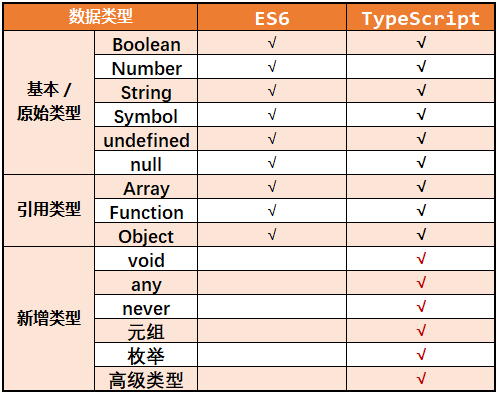 数据类型 ES6 TypeScript
基本 /
原始类型
Boolean √ √
Number √ √
String √ √
Symbol √ √
undefined √ √
null √ √
引用类型
Array √ √
Function √ √
Object √ √
新增类型
void √
any √
never √
元组 √
枚举 √
高级类型 √